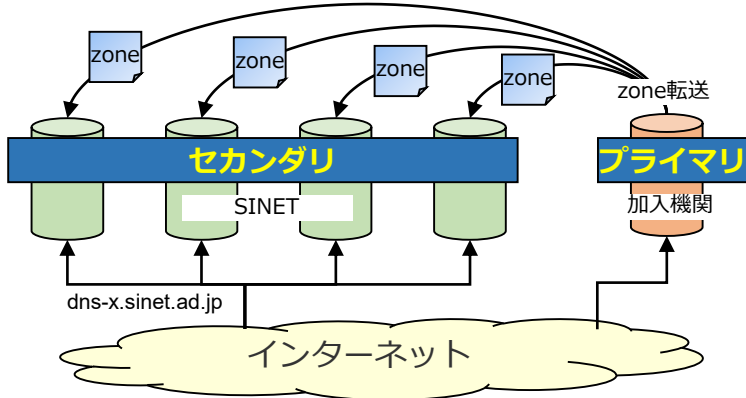 zone
zone
zone
zone
zone転送
セカンダリ
プライマリ
SINET
加入機関
dns-x.sinet.ad.jp
インターネット